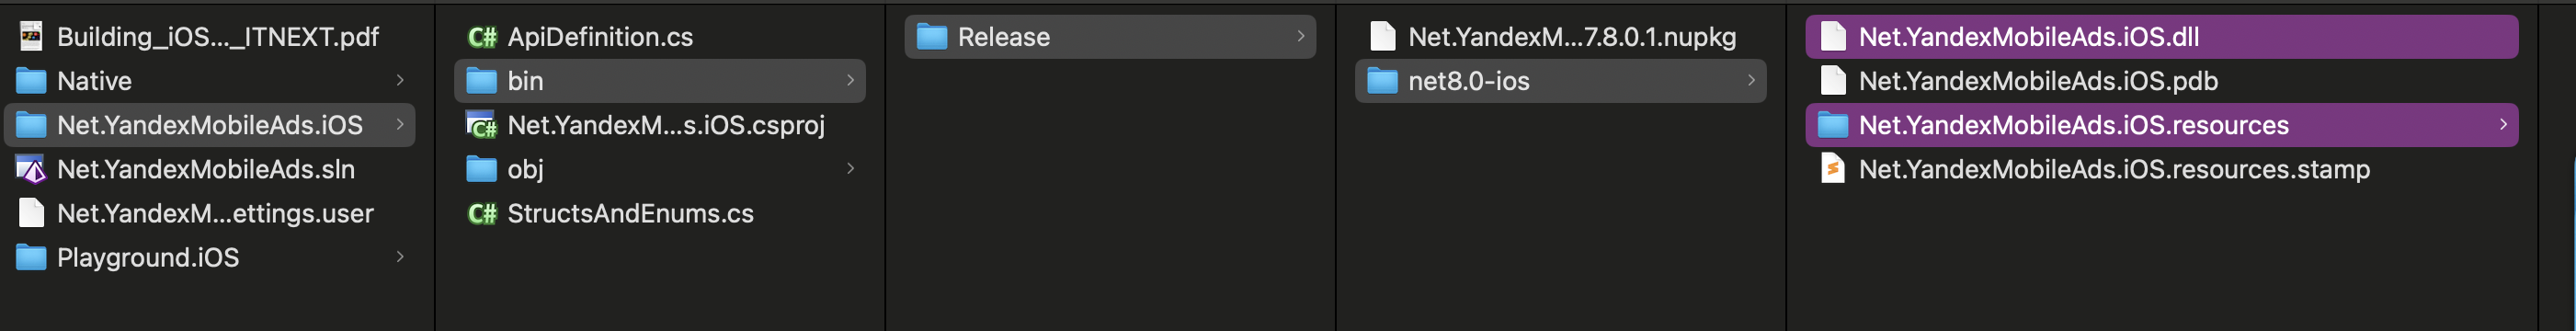 Building_iOS..._ITNEXT.pdf
Native
Net.YandexMobileAds.iOS
Net.YandexMobileAds.sln
Net.YandexM...ettings.user
Playground.iOS
C# ApiDefinition.cs
bin
C# Net.YandexM...s.iOS.csproj
obj
C# StructsAndEnums.cs
Release
Net.YandexM...7.8.0.1.nupkg
net8.0-ios
Net.YandexMobileAds.iOS.dll
Net.YandexMobileAds.iOS.pdb
Net.YandexMobileAds.iOS.resources
Net.YandexMobileAds.iOS.resources.stamp